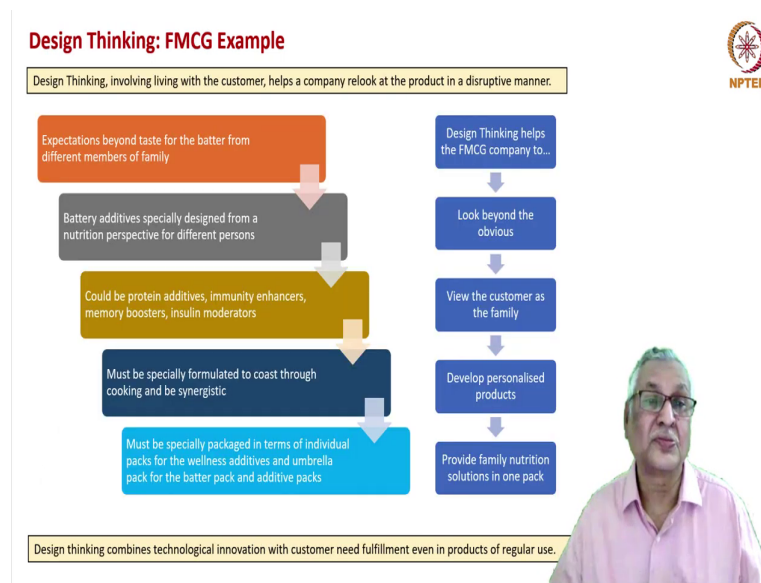 Design Thinking: FMCG Example
NPTEL
Design Thinking, involving living with the customer, helps a company relook at the product in a disruptive manner.
Expectations beyond taste for the batter from
different members of family
Battery additives specially designed from a
nutrition perspective for different persons
Could be protein additives, immunity enhancers,
memory boosters, insulin moderators
Must be specially formulated to coast through
cooking and be synergistic
Must be specially packaged in terms of individual
packs for the wellness additives and umbrella
pack for the batter pack and additive packs
Design Thinking helps
the FMCG company to...
Look beyond the
obvious
View the customer as
the family
Develop personalised
products
Provide family nutrition
solutions in one pack
Design thinking combines technological innovation with customer need fulfillment even in products of regular use.